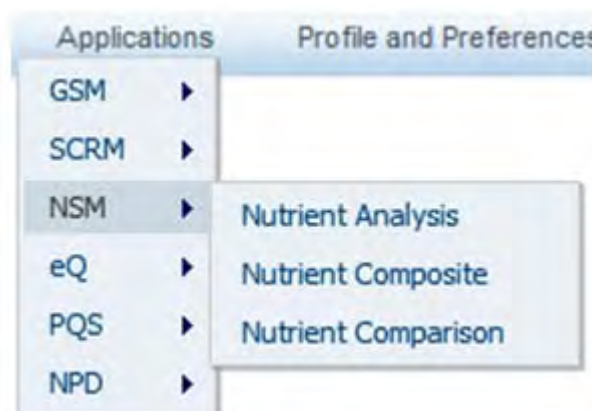 Applications Profile and Preferences
GSM
SCRM
NSM
Nutrient Analysis
eQ
Nutrient Composite
PQS
Nutrient Comparison
NPD